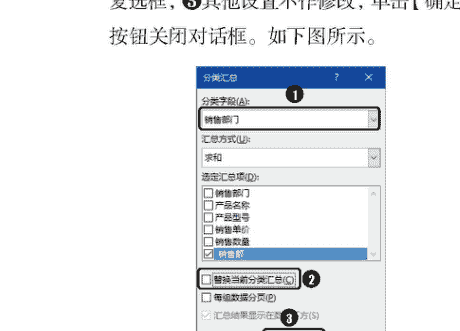 复选框，❸其他设置不作修改，单击【确定
按钮关闭对话框。如下图所示。
分类汇总 ? ×
❶
分类字段(A):
销售部门
汇总方式(U):
求和
选定汇总项(D):
销售部门
产品名称
产品型号
销售单价
销售数量
销售额
替换当前分类汇总(C) ❷
每组数据分页(P)
汇总结果显示在数 方(S)
❸